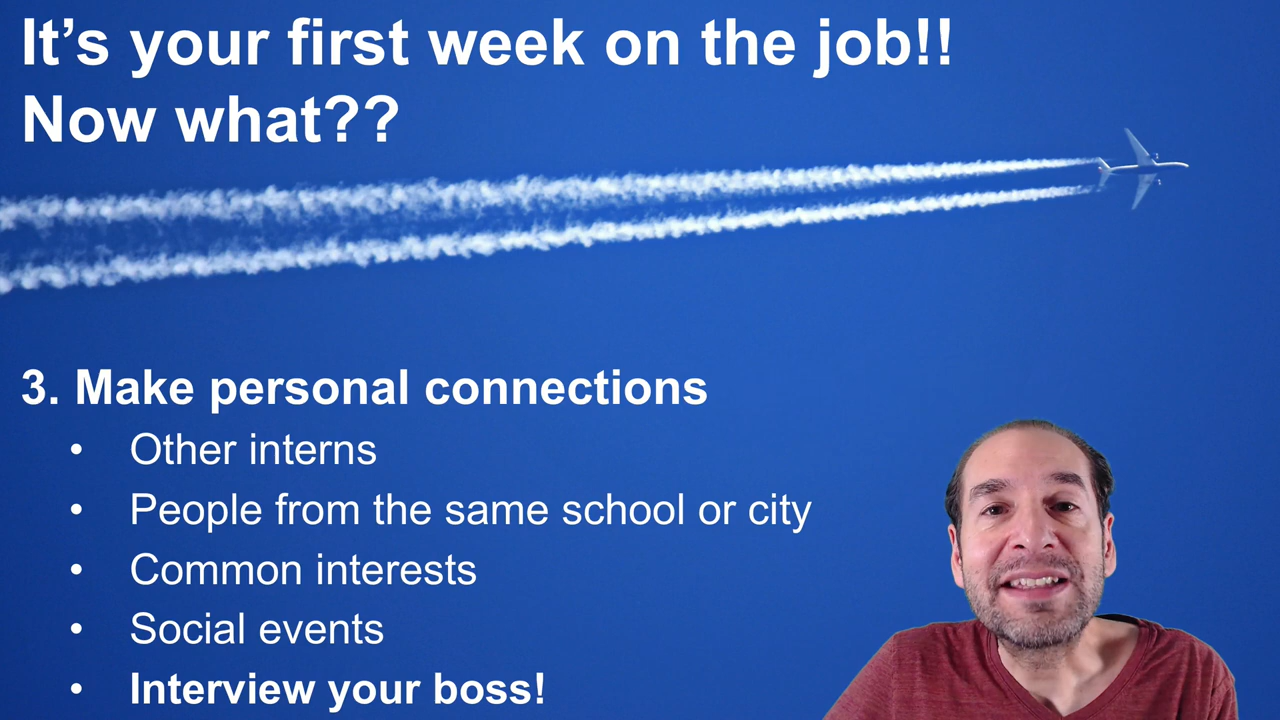 It’s your first week on the job!!
Now what??
3. Make personal connections
• Other interns
• People from the same school or city
• Common interests
• Social events
• Interview your boss!